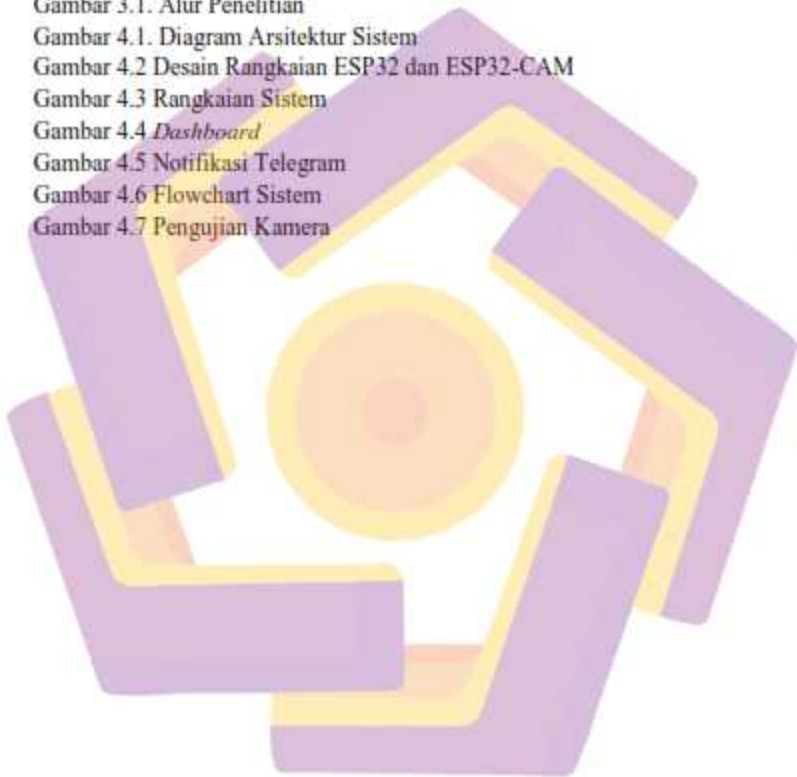 Gambar 3.1. Alur Penelitian
Gambar 4.1. Diagram Arsitektur Sistem
Gambar 4.2 Desain Rangkaian ESP32 dan ESP32-CAM
Gambar 4.3 Rangkaian Sistem
Gambar 4.4 Dashboard
Gambar 4.5 Notifikasi Telegram
Gambar 4.6 Flowchart Sistem
Gambar 4.7 Pengujian Kamera